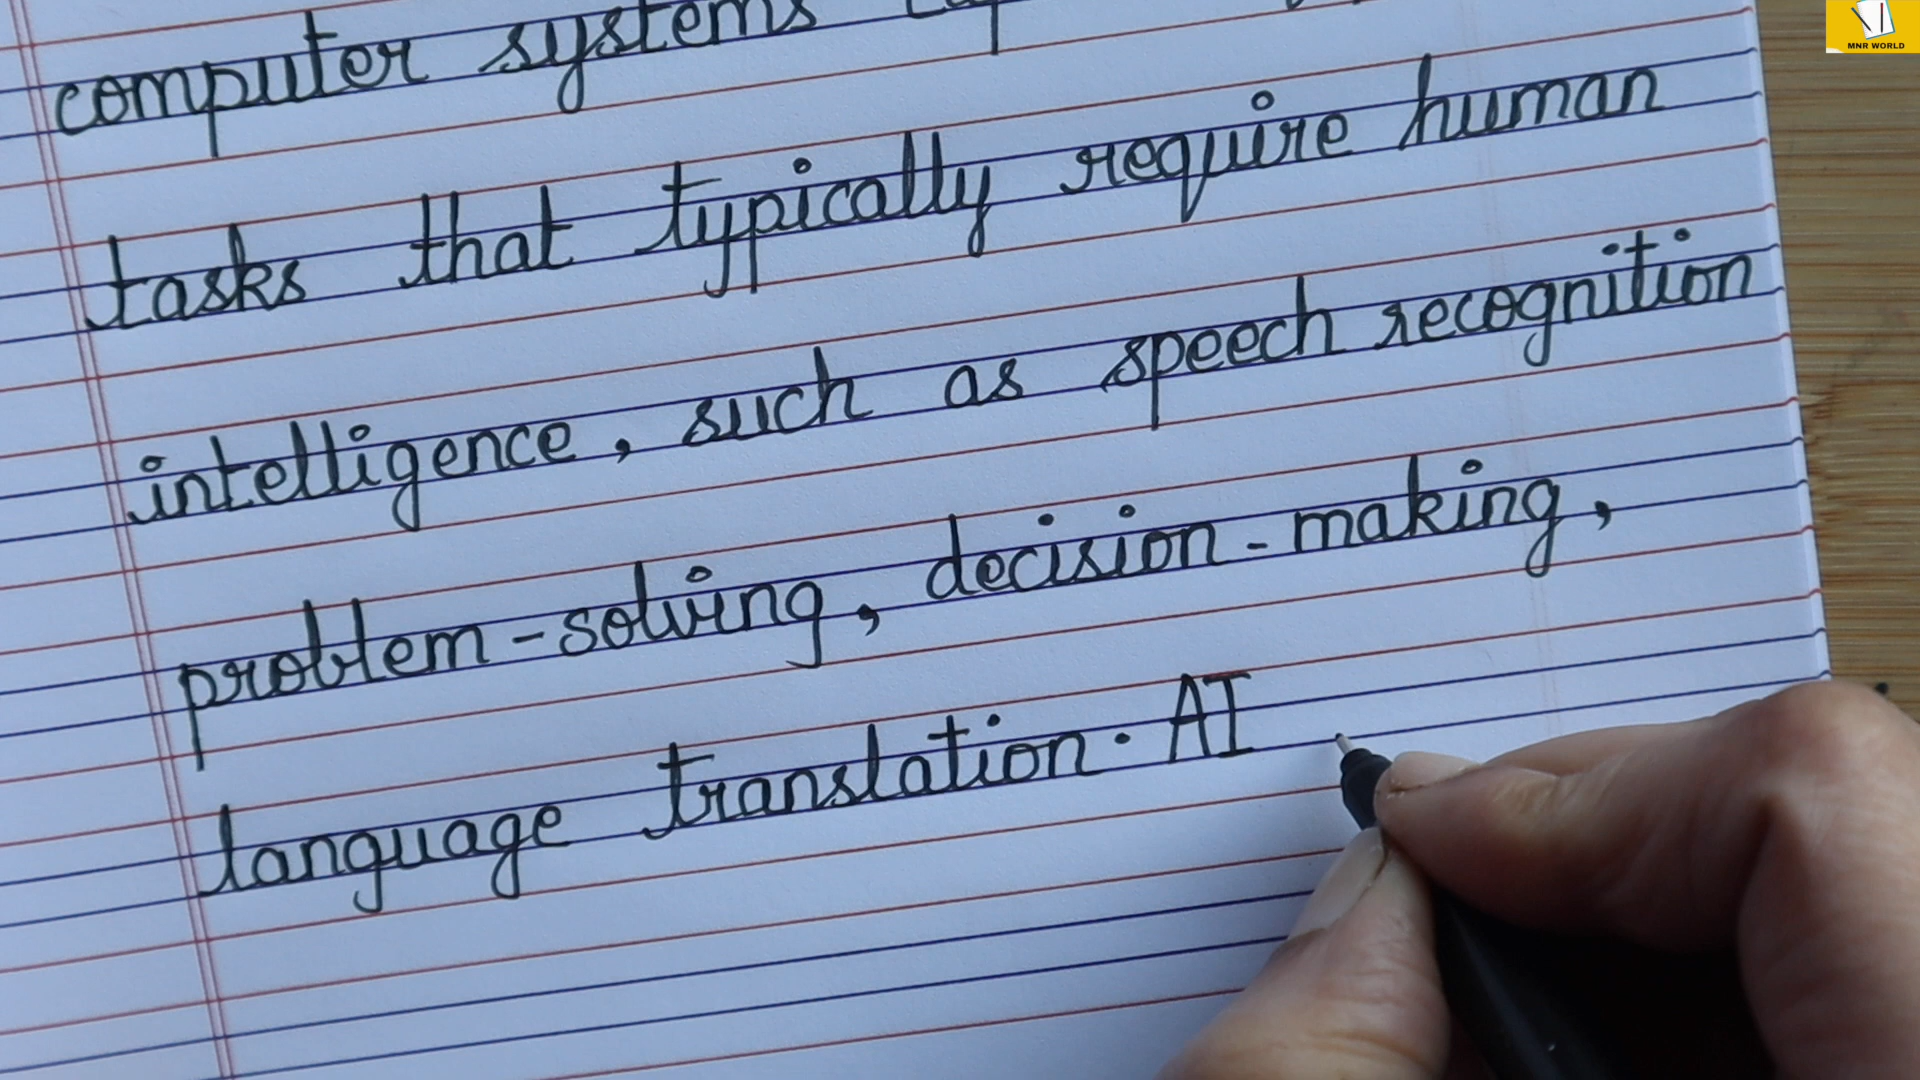 MNR WORLD
computer systems
tasks that typically require human
intelligence, such as speech recognition
problem-solving, decision-making,
language translation. AI